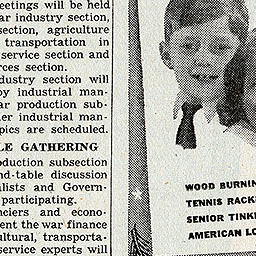 eetings will be held
ar industry section,
section, agriculture
transportation in
service section and
rces section.
dustry section will
by industrial man-
ar production sub-
er industrial man-
pics are scheduled.
LE GATHERING
oduction subsection
nd-table discussion
alists and Govern-
participating.
nciers and econo-
ent the war finance
ultural, transporta-
service experts will
WOOD BURNIN
TENNIS RACK
SENIOR TINK
AMERICAN LO